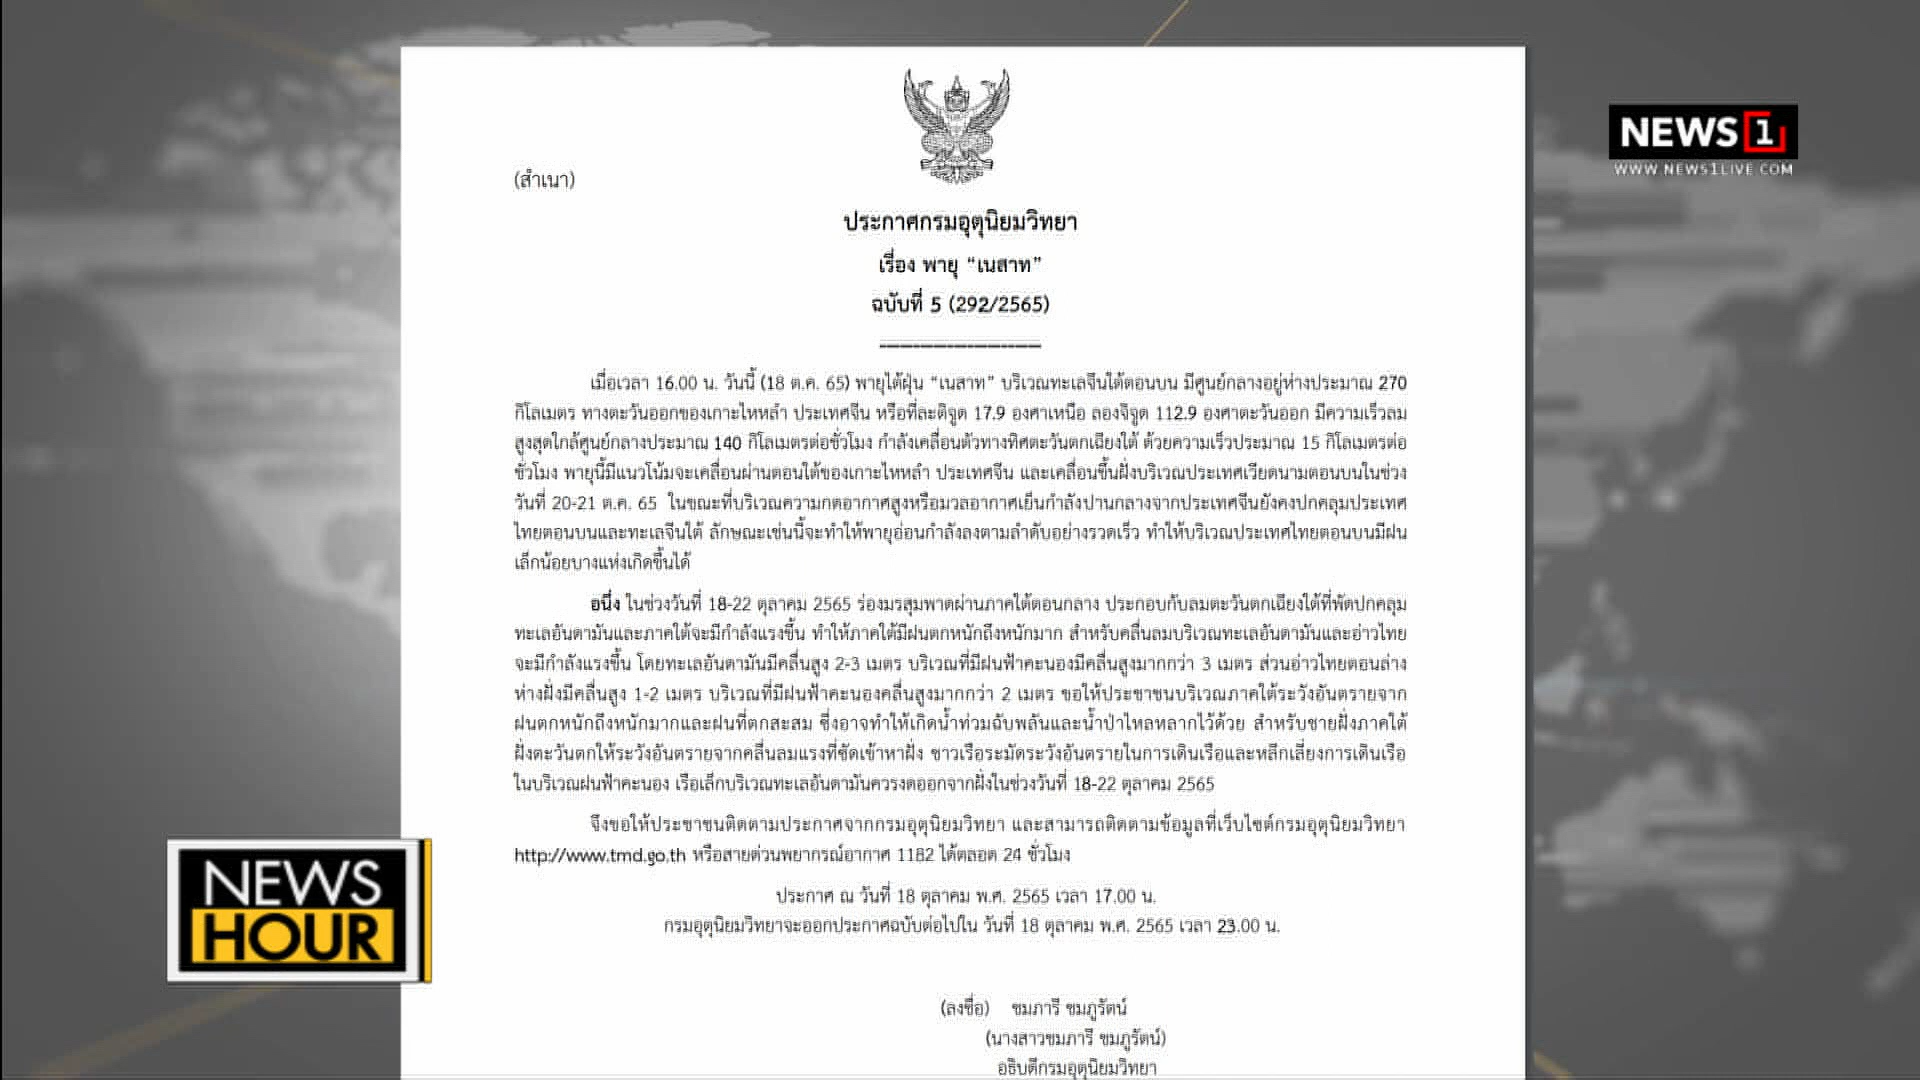 NEWS 1
WWW.NEWS1LIVE.COM
(สำเนา)
ประกาศกรมอุตุนิยมวิทยา
เรื่อง พายุ “เนสาท”
ฉบับที่ 5 (292/2565)
เมื่อเวลา 16.00 น. วันนี้ (18 ต.ค. 65) พายุไต้ฝุ่น “เนสาท” บริเวณทะเลจีนใต้ตอนบน มีศูนย์กลางอยู่ห่างประมาณ 270
กิโลเมตร ทางตะวันออกของเกาะไหหลำ ประเทศจีน หรือที่ละติจูด 17.9 องศาเหนือ ลองจิจูด 112.9 องศาตะวันออก มีความเร็วลม
สูงสุดใกล้ศูนย์กลางประมาณ 140 กิโลเมตรต่อชั่วโมง กำลังเคลื่อนตัวทางทิศตะวันตกเฉียงใต้ ด้วยความเร็วประมาณ 15 กิโลเมตรต่อ
ชั่วโมง พายุนี้มีแนวโน้มจะเคลื่อนผ่านตอนใต้ของเกาะไหหลำ ประเทศจีน และเคลื่อนขึ้นฝั่งบริเวณประเทศเวียดนามตอนบนในช่วง
วันที่ 20-21 ต.ค. 65 ในขณะที่บริเวณความกดอากาศสูงหรือมวลอากาศเย็นกำลังปานกลางจากประเทศจีนยังคงปกคลุมประเทศ
ไทยตอนบนและทะเลจีนใต้ ลักษณะเช่นนี้จะทำให้พายุอ่อนกำลังลงตามลำดับอย่างรวดเร็ว ทำให้บริเวณประเทศไทยตอนบนมีฝน
เล็กน้อยบางแห่งเกิดขึ้นได้
อนึ่ง ในช่วงวันที่ 18-22 ตุลาคม 2565 ร่องมรสุมพาดผ่านภาคใต้ตอนกลาง ประกอบกับลมตะวันตกเฉียงใต้ที่พัดปกคลุม
ทะเลอันดามันและภาคใต้จะมีกำลังแรงขึ้น ทำให้ภาคใต้มีฝนตกหนักถึงหนักมาก สำหรับคลื่นลมบริเวณทะเลอันดามันและอ่าวไทย
จะมีกำลังแรงขึ้น โดยทะเลอันดามันมีคลื่นสูง 2-3 เมตร บริเวณที่มีฝนฟ้าคะนองมีคลื่นสูงมากกว่า 3 เมตร ส่วนอ่าวไทยตอนล่าง
ห่างฝั่งมีคลื่นสูง 1-2 เมตร บริเวณที่มีฝนฟ้าคะนองคลื่นสูงมากกว่า 2 เมตร ขอให้ประชาชนบริเวณภาคใต้ระวังอันตรายจาก
ฝนตกหนักถึงหนักมากและฝนที่ตกสะสม ซึ่งอาจทำให้เกิดน้ำท่วมฉับพลันและน้ำป่าไหลหลากไว้ด้วย สำหรับชายฝั่งภาคใต้
ฝั่งตะวันตกให้ระวังอันตรายจากคลื่นลมแรงที่ซัดเข้าหาฝั่ง ชาวเรือระมัดระวังอันตรายในการเดินเรือและหลีกเลี่ยงการเดินเรือ
ในบริเวณฝนฟ้าคะนอง เรือเล็กบริเวณทะเลอันดามันควรงดออกจากฝั่งในช่วงวันที่ 18-22 ตุลาคม 2565
จึงขอให้ประชาชนติดตามประกาศจากกรมอุตุนิยมวิทยา และสามารถติดตามข้อมูลที่เว็บไซต์กรมอุตุนิยมวิทยา
http://www.tmd.go.th หรือสายด่วนพยากรณ์อากาศ 1182 ได้ตลอด 24 ชั่วโมง
ประกาศ ณ วันที่ 18 ตุลาคม พ.ศ. 2565 เวลา 17.00 น.
กรมอุตุนิยมวิทยาจะออกประกาศฉบับต่อไปใน วันที่ 18 ตุลาคม พ.ศ. 2565 เวลา 23.00 น.
(ลงชื่อ) ชมภารี ชมภูรัตน์
(นางสาวชมภารี ชมภูรัตน์)
อธิบดีกรมอุตุนิยมวิทยา
NEWS
HOUR